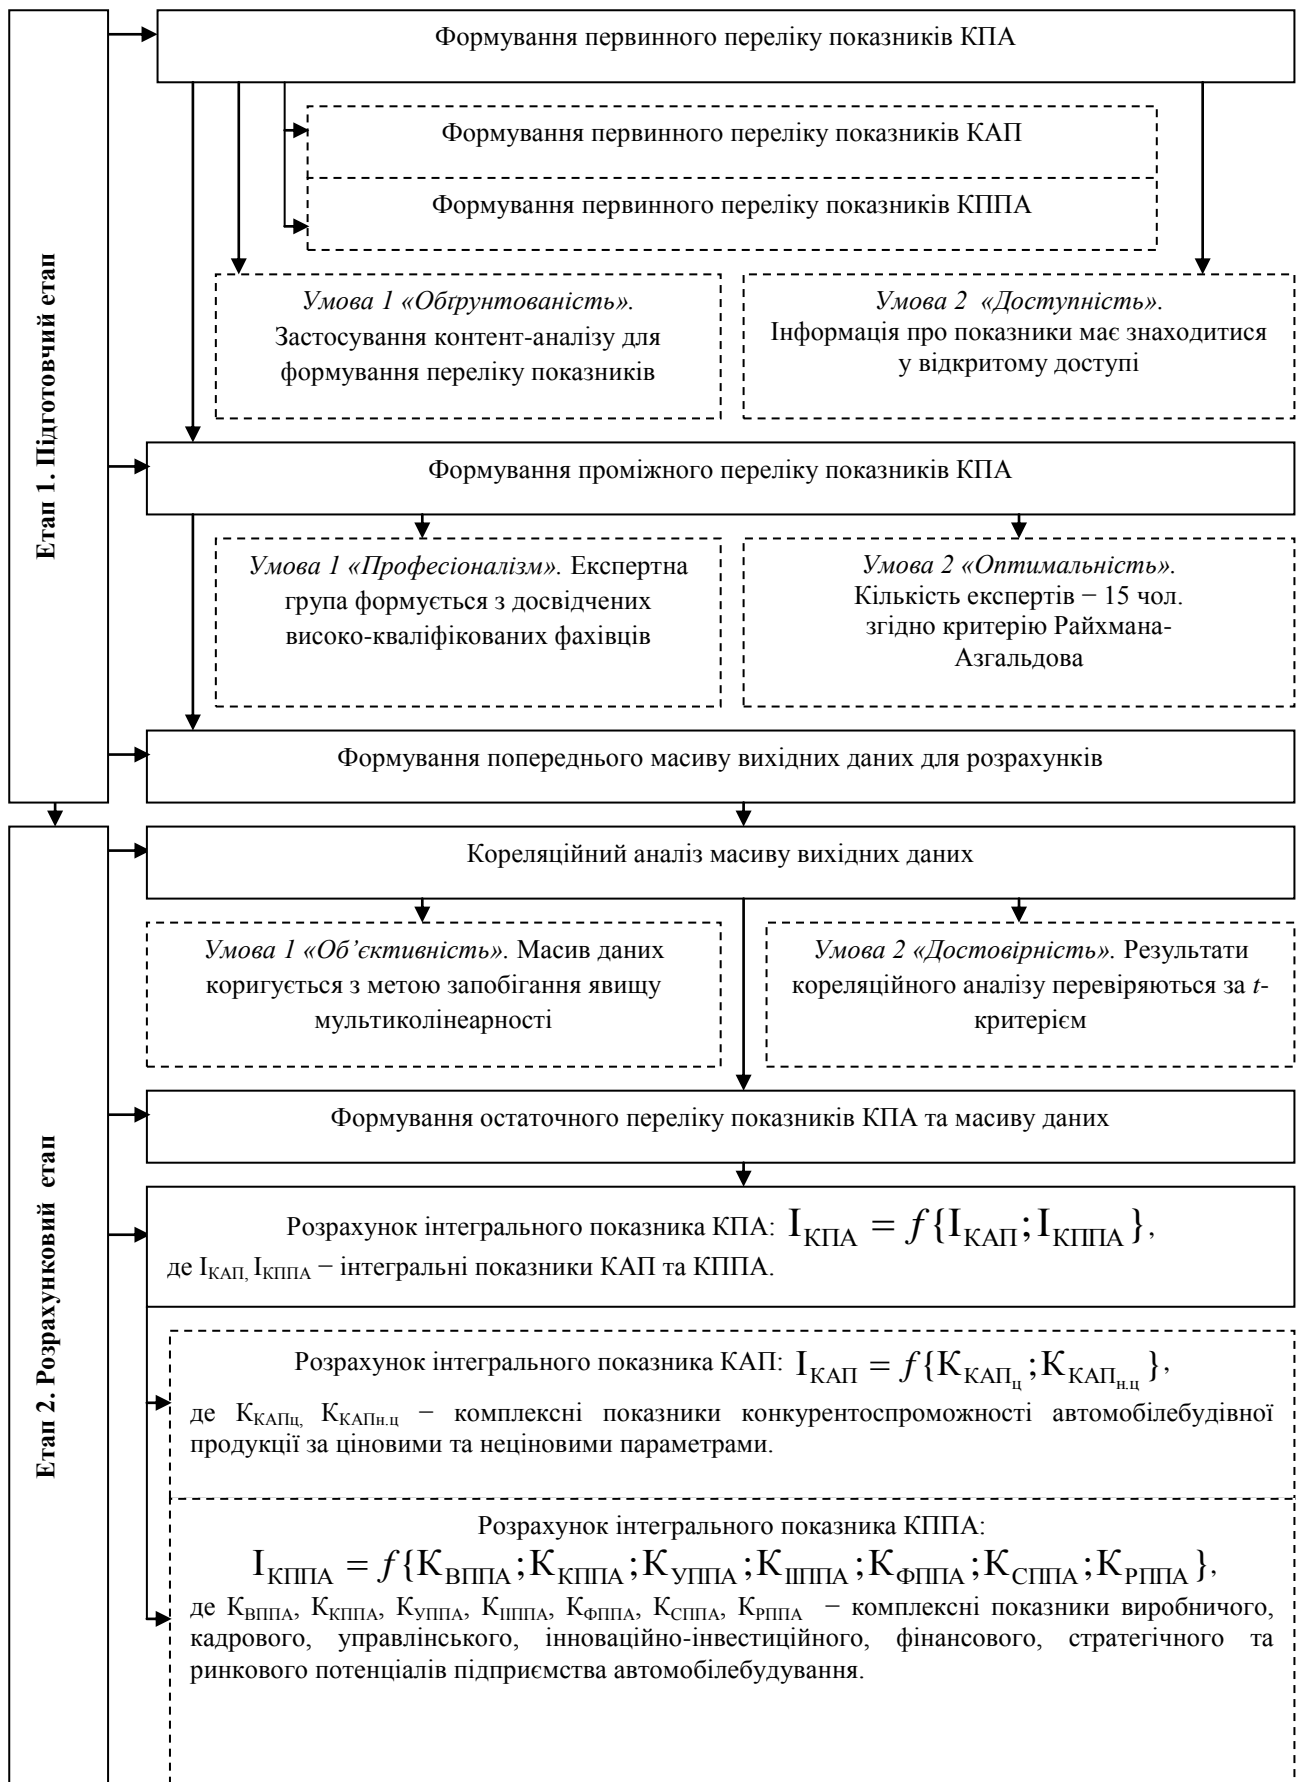 Етап 1. Підготовчий етап
Формування первинного переліку показників КПА
Формування первинного переліку показників КАП
Формування первинного переліку показників КППА
Умова 1 «Обґрунтованість».
Застосування контент-аналізу для
формування переліку показників
Умова 2 «Доступність».
Інформація про показники має знаходитися
у відкритому доступі
Формування проміжного переліку показників КПА
Умова 1 «Професіоналізм». Експертна
група формується з досвідчених
високо-кваліфікованих фахівців
Умова 2 «Оптимальність».
Кількість експертів − 15 чол.
згідно критерію Райхмана-
Азгальдова
Формування попереднього масиву вихідних даних для розрахунків
Етап 2. Розрахунковий етап
Кореляційний аналіз масиву вихідних даних
Умова 1 «Об’єктивність». Масив даних
коригується з метою запобігання явищу
мультиколінеарності
Умова 2 «Достовірність». Результати
кореляційного аналізу перевіряються за t-
критерієм
Формування остаточного переліку показників КПА та масиву даних
Розрахунок інтегрального показника КПА: I_КПА = f{I_КАП; I_КППА},
де I_КАП, I_КППА − інтегральні показники КАП та КППА.
Розрахунок інтегрального показника КАП: I_КАП = f{К_КАПц; К_КАПн.ц},
де К_КАПц, К_КАПн.ц − комплексні показники конкурентоспроможності автомобілебудівної
продукції за ціновими та неціновими параметрами.
Розрахунок інтегрального показника КППА:
I_КППА = f{К_ВППА; К_КППА; К_УППА; К_ІІППА; К_ФППА; К_СППА; К_РППА},
де К_ВППА, К_КППА, К_УППА, К_ІІППА, К_ФППА, К_СППА, К_РППА − комплексні показники виробничого,
кадрового, управлінського, інноваційно-інвестиційного, фінансового, стратегічного та
ринкового потенціалів підприємства автомобілебудування.